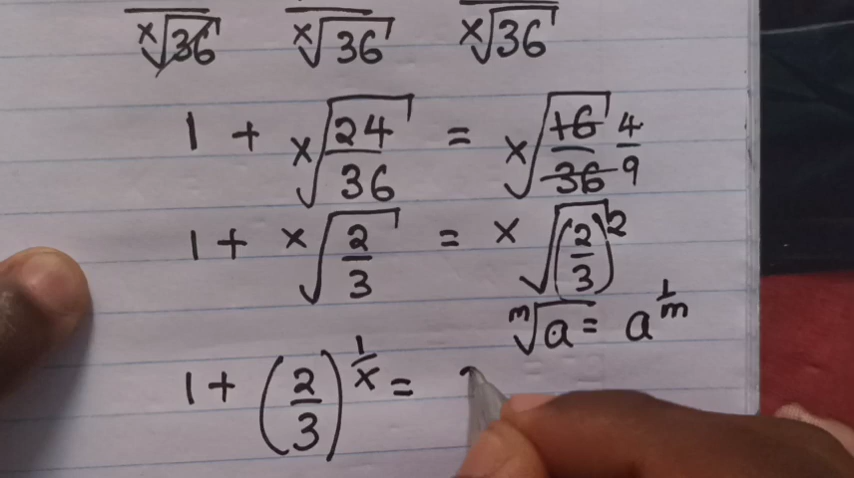 x√36 x√36 x√36
1 + x√24/36 = x√16/36 4/9
1 + x√2/3 = x√(2/3)²
m√a = a^1/m
1 + (2/3)^1/x =